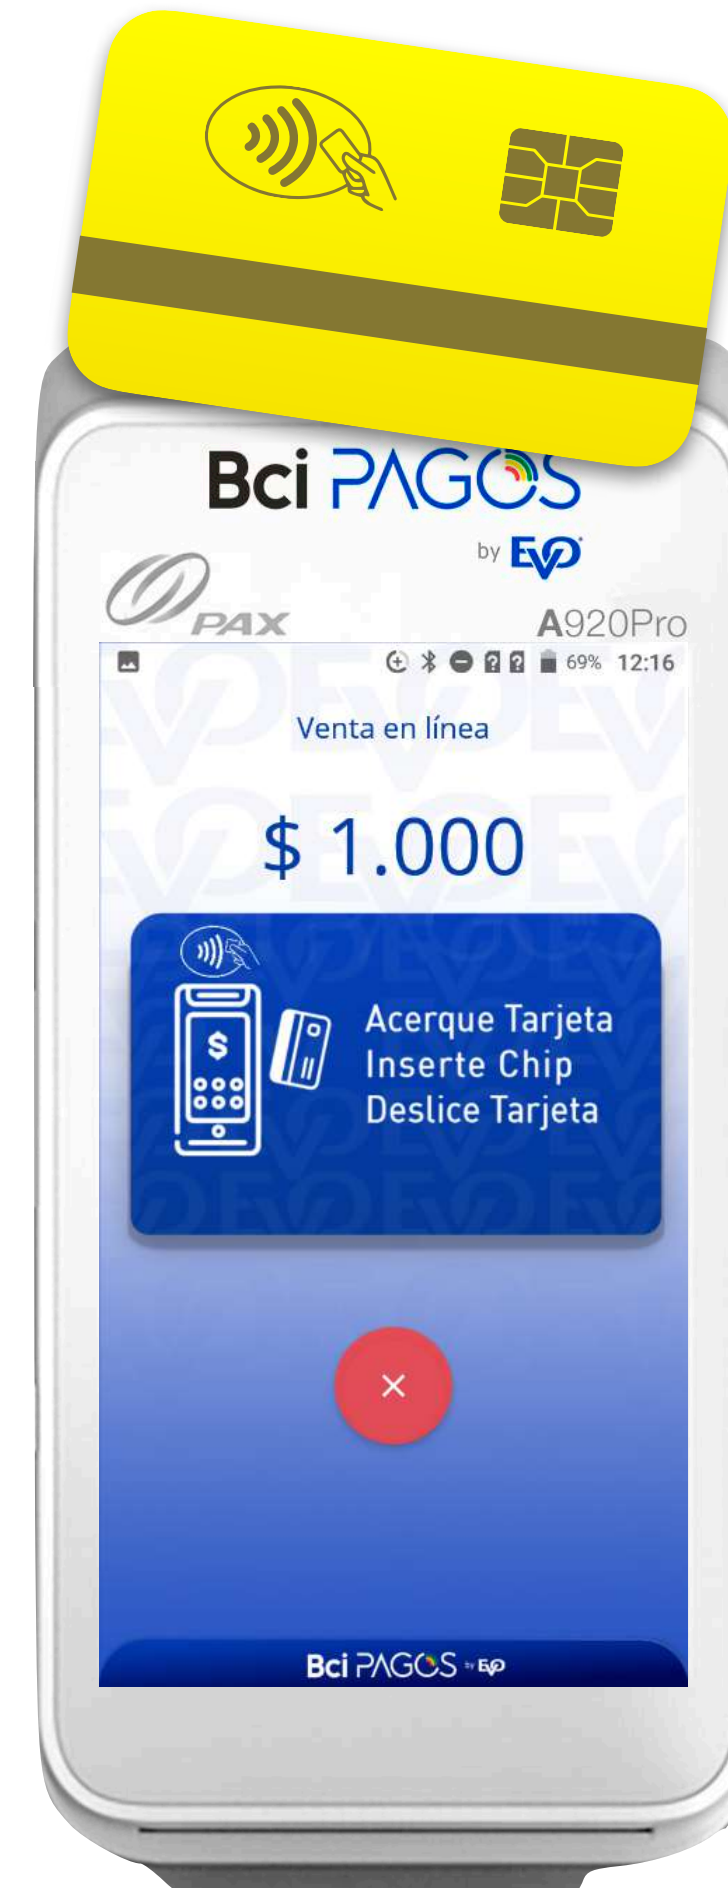 Bci PAGOS
by EVO
PAX
A920Pro
69% 12:16
Venta en línea
$ 1.000
$
Acerque Tarjeta
Inserte Chip
Deslice Tarjeta
Bci PAGOS by EVO